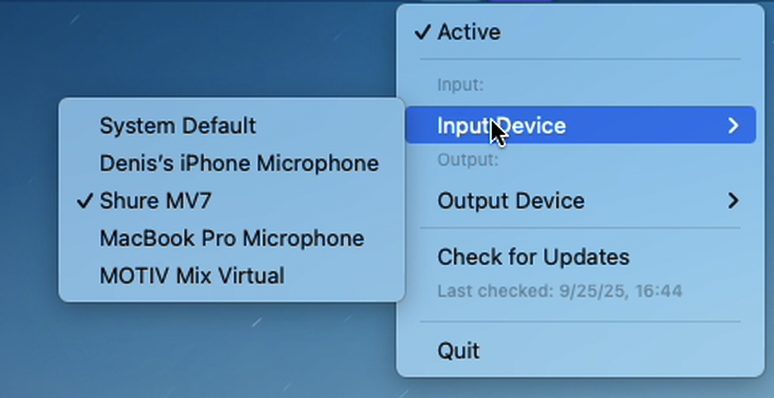 Active
Input:
Input Device
System Default
Denis’s iPhone Microphone
Shure MV7
MacBook Pro Microphone
MOTIV Mix Virtual
Output:
Output Device
Check for Updates
Last checked: 9/25/25, 16:44
Quit